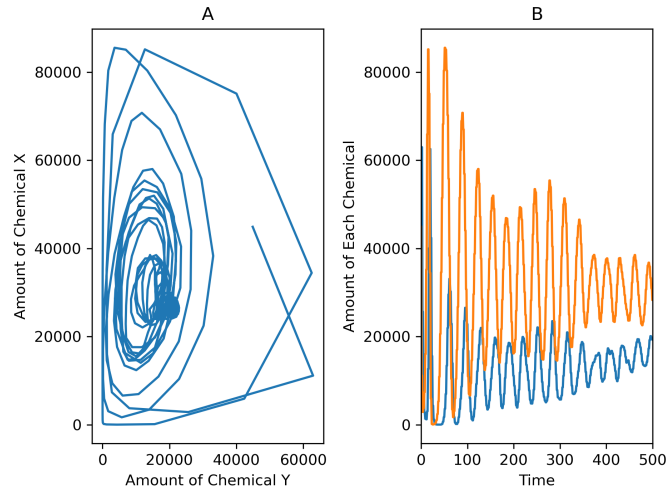 A
Amount of Chemical X
80000
60000
40000
20000
0
0 20000 40000 60000
Amount of Chemical Y
B
Amount of Each Chemical
80000
60000
40000
20000
0
0 100 200 300 400 500
Time